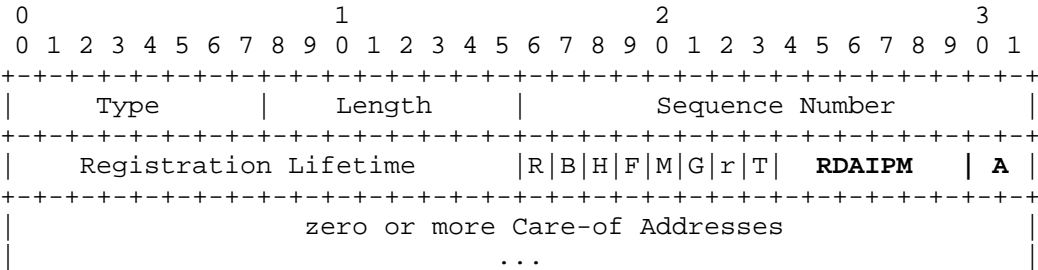 0                   1                   2                   3
 0 1 2 3 4 5 6 7 8 9 0 1 2 3 4 5 6 7 8 9 0 1 2 3 4 5 6 7 8 9 0 1
+-+-+-+-+-+-+-+-+-+-+-+-+-+-+-+-+-+-+-+-+-+-+-+-+-+-+-+-+-+-+-+-+
|     Type      |    Length     |        Sequence Number        |
+-+-+-+-+-+-+-+-+-+-+-+-+-+-+-+-+-+-+-+-+-+-+-+-+-+-+-+-+-+-+-+-+
|    Registration Lifetime      |R|B|H|F|M|G|r|T|  RDAIPM   | A |
+-+-+-+-+-+-+-+-+-+-+-+-+-+-+-+-+-+-+-+-+-+-+-+-+-+-+-+-+-+-+-+-+
|                  zero or more Care-of Addresses               |
|                              ...                              |